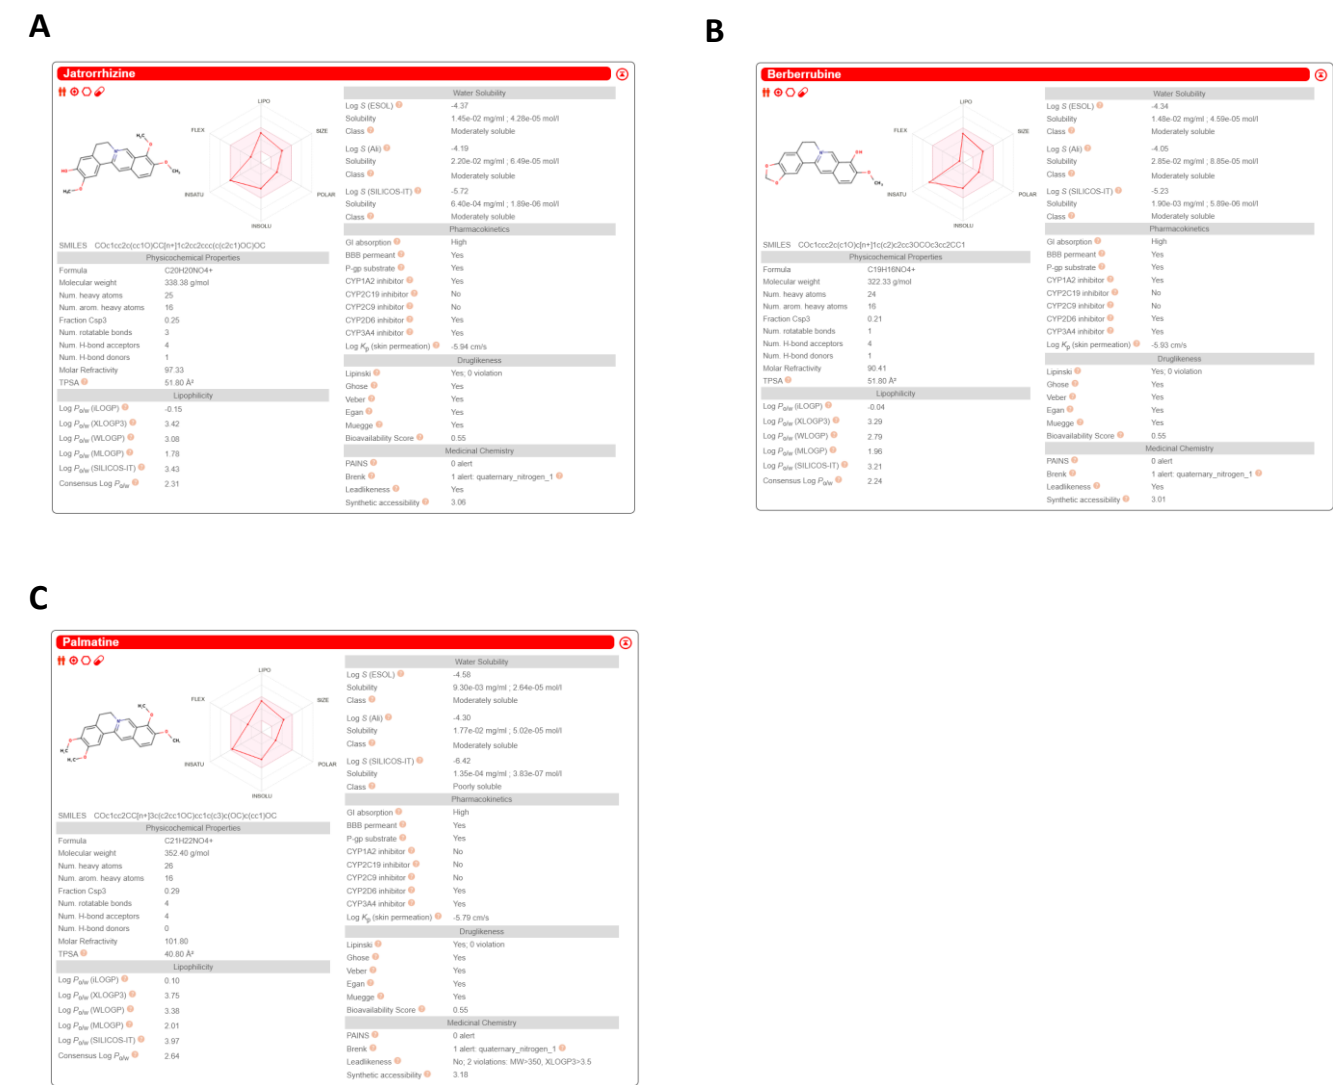 A
Jatrorrhizine
LIPO
FLEX
SIZE
INSATU
POLAR
INSOLU
H₃C
O
O
CH₃
HO
H₃C
O
N+
SMILES COc1cc2c(cc1O)CC[n+]1c2cc2ccc(c(c2c1)OC)OC
Physicochemical Properties
Formula C20H20NO4+
Molecular weight 338.38 g/mol
Num. heavy atoms 25
Num. arom. heavy atoms 16
Fraction Csp3 0.25
Num. rotatable bonds 3
Num. H-bond acceptors 4
Num. H-bond donors 1
Molar Refractivity 97.33
TPSA ? 51.80 Å²
Lipophilicity
Log Po/w (iLOGP) ? -0.15
Log Po/w (XLOGP3) ? 3.42
Log Po/w (WLOGP) ? 3.08
Log Po/w (MLOGP) ? 1.78
Log Po/w (SILICOS-IT) ? 3.43
Consensus Log Po/w ? 2.31
Water Solubility
Log S (ESOL) ? -4.37
Solubility 1.45e-02 mg/ml ; 4.28e-05 mol/l
Class ? Moderately soluble
Log S (Ali) ? -4.19
Solubility 2.20e-02 mg/ml ; 6.49e-05 mol/l
Class ? Moderately soluble
Log S (SILICOS-IT) ? -5.72
Solubility 6.40e-04 mg/ml ; 1.89e-06 mol/l
Class ? Moderately soluble
Pharmacokinetics
GI absorption ? High
BBB permeant ? Yes
P-gp substrate ? Yes
CYP1A2 inhibitor ? Yes
CYP2C19 inhibitor ? No
CYP2C9 inhibitor ? No
CYP2D6 inhibitor ? Yes
CYP3A4 inhibitor ? Yes
Log Kp (skin permeation) ? -5.94 cm/s
Druglikeness
Lipinski ? Yes; 0 violation
Ghose ? Yes
Veber ? Yes
Egan ? Yes
Muegge ? Yes
Bioavailability Score ? 0.55
Medicinal Chemistry
PAINS ? 0 alert
Brenk ? 1 alert: quaternary_nitrogen_1 ?
Leadlikeness ? Yes
Synthetic accessibility ? 3.06
B
Berberrubine
LIPO
FLEX
SIZE
INSATU
POLAR
INSOLU
OH
O
CH₃
O
O
N+
SMILES COc1ccc2c(c1O)c[n+]1c(c2)c2cc3OCOc3cc2CC1
Physicochemical Properties
Formula C19H16NO4+
Molecular weight 322.33 g/mol
Num. heavy atoms 24
Num. arom. heavy atoms 16
Fraction Csp3 0.21
Num. rotatable bonds 1
Num. H-bond acceptors 4
Num. H-bond donors 1
Molar Refractivity 90.41
TPSA ? 51.80 Å²
Lipophilicity
Log Po/w (iLOGP) ? -0.04
Log Po/w (XLOGP3) ? 3.29
Log Po/w (WLOGP) ? 2.79
Log Po/w (MLOGP) ? 1.96
Log Po/w (SILICOS-IT) ? 3.21
Consensus Log Po/w ? 2.24
Water Solubility
Log S (ESOL) ? -4.34
Solubility 1.48e-02 mg/ml ; 4.59e-05 mol/l
Class ? Moderately soluble
Log S (Ali) ? -4.05
Solubility 2.85e-02 mg/ml ; 8.85e-05 mol/l
Class ? Moderately soluble
Log S (SILICOS-IT) ? -5.23
Solubility 1.90e-03 mg/ml ; 5.89e-06 mol/l
Class ? Moderately soluble
Pharmacokinetics
GI absorption ? High
BBB permeant ? Yes
P-gp substrate ? Yes
CYP1A2 inhibitor ? Yes
CYP2C19 inhibitor ? No
CYP2C9 inhibitor ? No
CYP2D6 inhibitor ? Yes
CYP3A4 inhibitor ? Yes
Log Kp (skin permeation) ? -5.93 cm/s
Druglikeness
Lipinski ? Yes; 0 violation
Ghose ? Yes
Veber ? Yes
Egan ? Yes
Muegge ? Yes
Bioavailability Score ? 0.55
Medicinal Chemistry
PAINS ? 0 alert
Brenk ? 1 alert: quaternary_nitrogen_1 ?
Leadlikeness ? Yes
Synthetic accessibility ? 3.01
C
Palmatine
LIPO
FLEX
SIZE
INSATU
POLAR
INSOLU
H₃C
O
O
CH₃
H₃C
O
H₃C
O
N+
SMILES COc1cc2CC[n+]3c(c2cc1OC)cc1c(c3)c(OC)c(cc1)OC
Physicochemical Properties
Formula C21H22NO4+
Molecular weight 352.40 g/mol
Num. heavy atoms 26
Num. arom. heavy atoms 16
Fraction Csp3 0.29
Num. rotatable bonds 4
Num. H-bond acceptors 4
Num. H-bond donors 0
Molar Refractivity 101.80
TPSA ? 40.80 Å²
Lipophilicity
Log Po/w (iLOGP) ? 0.10
Log Po/w (XLOGP3) ? 3.75
Log Po/w (WLOGP) ? 3.38
Log Po/w (MLOGP) ? 2.01
Log Po/w (SILICOS-IT) ? 3.97
Consensus Log Po/w ? 2.64
Water Solubility
Log S (ESOL) ? -4.58
Solubility 9.30e-03 mg/ml ; 2.64e-05 mol/l
Class ? Moderately soluble
Log S (Ali) ? -4.30
Solubility 1.77e-02 mg/ml ; 5.02e-05 mol/l
Class ? Moderately soluble
Log S (SILICOS-IT) ? -6.42
Solubility 1.35e-04 mg/ml ; 3.83e-07 mol/l
Class ? Poorly soluble
Pharmacokinetics
GI absorption ? High
BBB permeant ? Yes
P-gp substrate ? Yes
CYP1A2 inhibitor ? No
CYP2C19 inhibitor ? No
CYP2C9 inhibitor ? No
CYP2D6 inhibitor ? Yes
CYP3A4 inhibitor ? Yes
Log Kp (skin permeation) ? -5.79 cm/s
Druglikeness
Lipinski ? Yes; 0 violation
Ghose ? Yes
Veber ? Yes
Egan ? Yes
Muegge ? Yes
Bioavailability Score ? 0.55
Medicinal Chemistry
PAINS ? 0 alert
Brenk ? 1 alert: quaternary_nitrogen_1 ?
Leadlikeness ? No; 2 violations: MW>350, XLOGP3>3.5
Synthetic accessibility ? 3.18